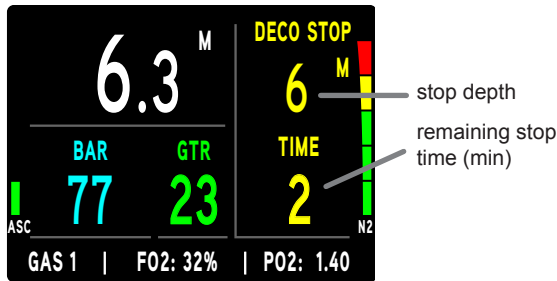 DECO STOP
6.3 M
6 M
stop depth
remaining stop
time (min)
BAR GTR TIME
77 23 2
ASC N2
GAS 1 | FO2: 32% | PO2: 1.40